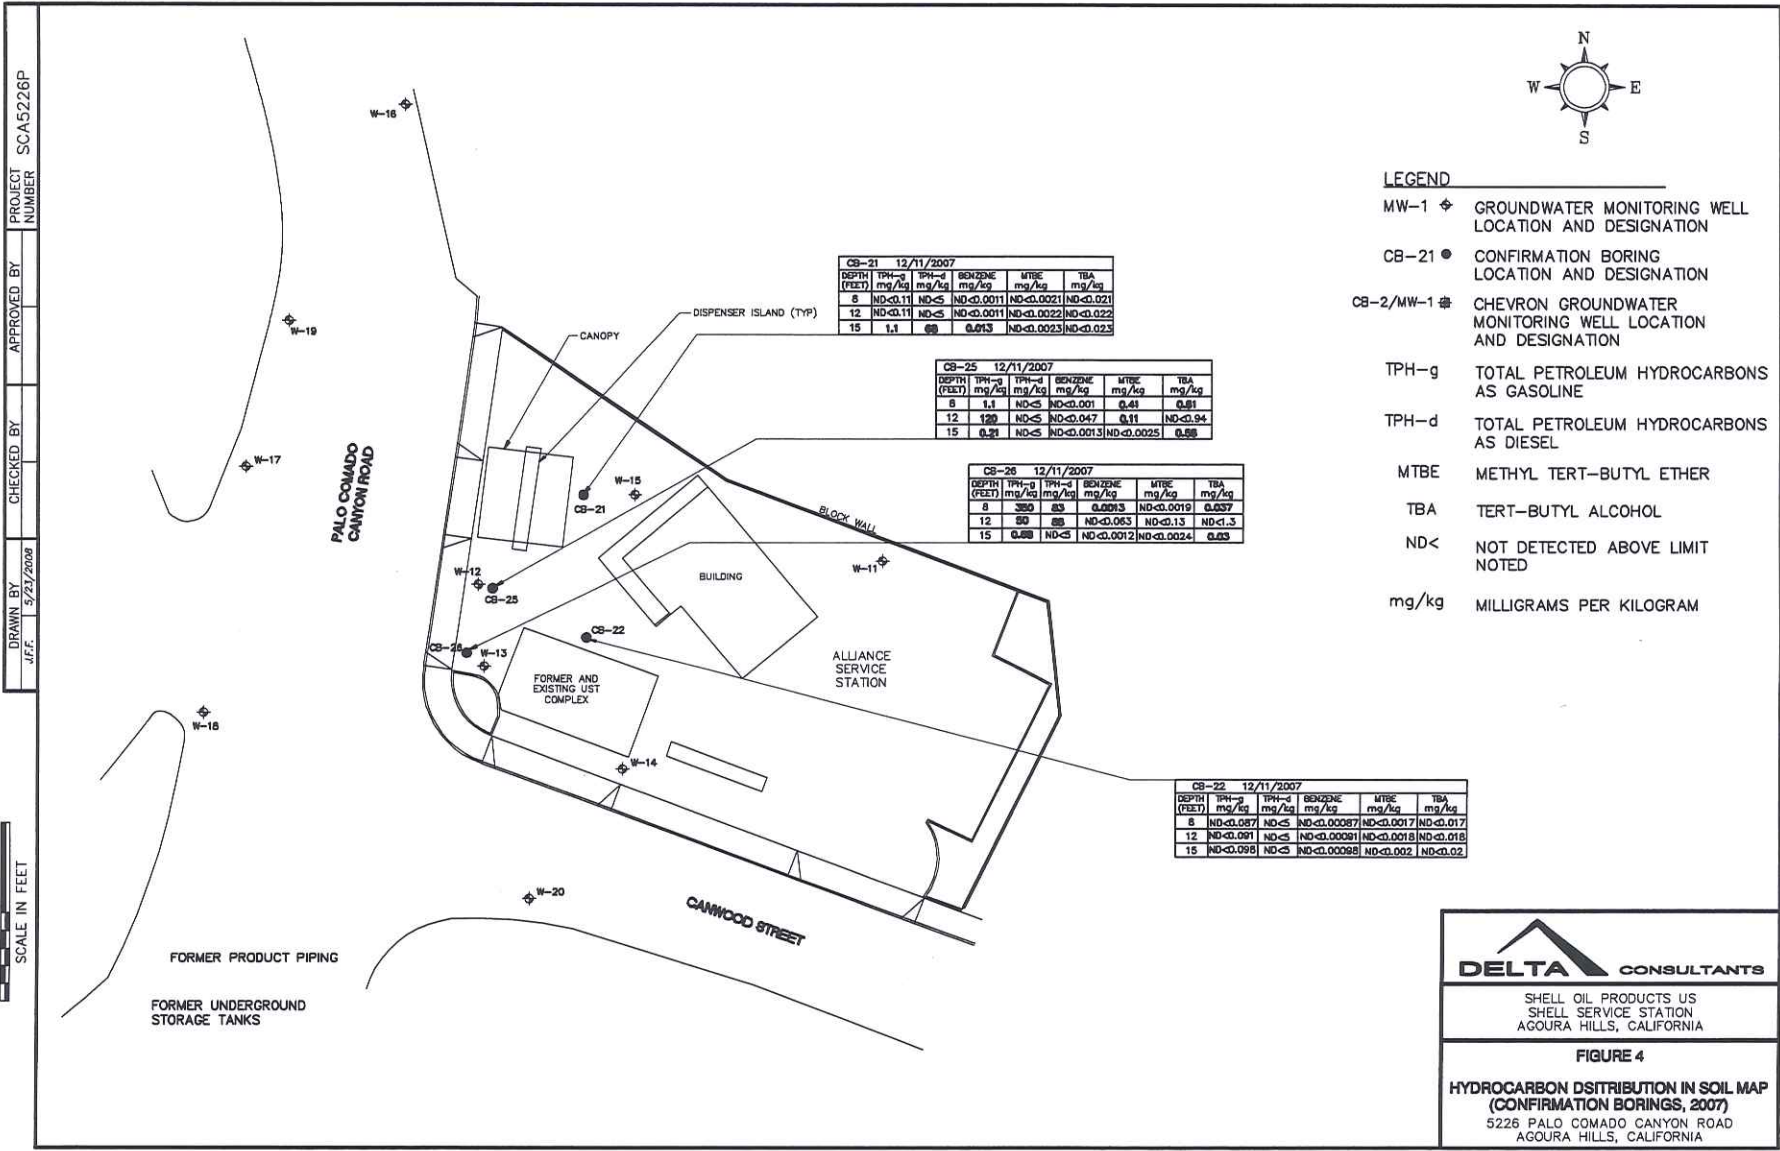 PROJECT NUMBER SCA5226P
APPROVED BY
CHECKED BY
DRAWN BY
J.F.F. 5/23/2008
SCALE IN FEET
N
W E
S
LEGEND
MW-1 GROUNDWATER MONITORING WELL
LOCATION AND DESIGNATION
CB-21 CONFIRMATION BORING
LOCATION AND DESIGNATION
CB-2/MW-1 CHEVRON GROUNDWATER
MONITORING WELL LOCATION
AND DESIGNATION
TPH-g TOTAL PETROLEUM HYDROCARBONS
AS GASOLINE
TPH-d TOTAL PETROLEUM HYDROCARBONS
AS DIESEL
MTBE METHYL TERT-BUTYL ETHER
TBA TERT-BUTYL ALCOHOL
ND< NOT DETECTED ABOVE LIMIT
NOTED
mg/kg MILLIGRAMS PER KILOGRAM
W-16
W-19
W-17
PALO COMADO
CANYON ROAD
CANOPY
DISPENSER ISLAND (TYP)
CB-21 12/11/2007
DEPTH (FEET) TPH-g mg/kg TPH-d mg/kg BENZENE mg/kg MTBE mg/kg TBA mg/kg
8 ND<0.11 ND<5 ND<0.0011 ND<0.0021 ND<0.021
12 ND<0.11 ND<5 ND<0.0011 ND<0.0022 ND<0.022
15 1.1 0.013 ND<0.0023 ND<0.023
CB-25 12/11/2007
DEPTH (FEET) TPH-g mg/kg TPH-d mg/kg BENZENE mg/kg MTBE mg/kg TBA mg/kg
8 1.1 ND<5 ND<0.001 0.41
12 120 ND<5 ND<0.047 0.11 ND<0.94
15 0.21 ND<5 ND<0.0013 ND<0.0025
CB-26 12/11/2007
DEPTH (FEET) TPH-g mg/kg TPH-d mg/kg BENZENE mg/kg MTBE mg/kg TBA mg/kg
8 ND<0.0019 0.037
12 ND<0.063 ND<0.13 ND<1.3
15 ND<5 ND<0.0012 ND<0.0024 0.03
W-15
CB-21
BLOCK WALL
W-11
BUILDING
W-12
CB-25
CB-22
CB-26
W-13
FORMER AND
EXISTING UST
COMPLEX
ALLIANCE
SERVICE
STATION
W-18
W-14
CB-22 12/11/2007
DEPTH (FEET) TPH-g mg/kg TPH-d mg/kg BENZENE mg/kg MTBE mg/kg TBA mg/kg
8 ND<0.087 ND<5 ND<0.00087 ND<0.0017 ND<0.017
12 ND<0.091 ND<5 ND<0.00091 ND<0.0018 ND<0.018
15 ND<0.098 ND<5 ND<0.00098 ND<0.002 ND<0.02
W-20
CANWOOD STREET
FORMER PRODUCT PIPING
FORMER UNDERGROUND
STORAGE TANKS
DELTA CONSULTANTS
SHELL OIL PRODUCTS US
SHELL SERVICE STATION
AGOURA HILLS, CALIFORNIA
FIGURE 4
HYDROCARBON DSITRIBUTION IN SOIL MAP
(CONFIRMATION BORINGS, 2007)
5226 PALO COMADO CANYON ROAD
AGOURA HILLS, CALIFORNIA